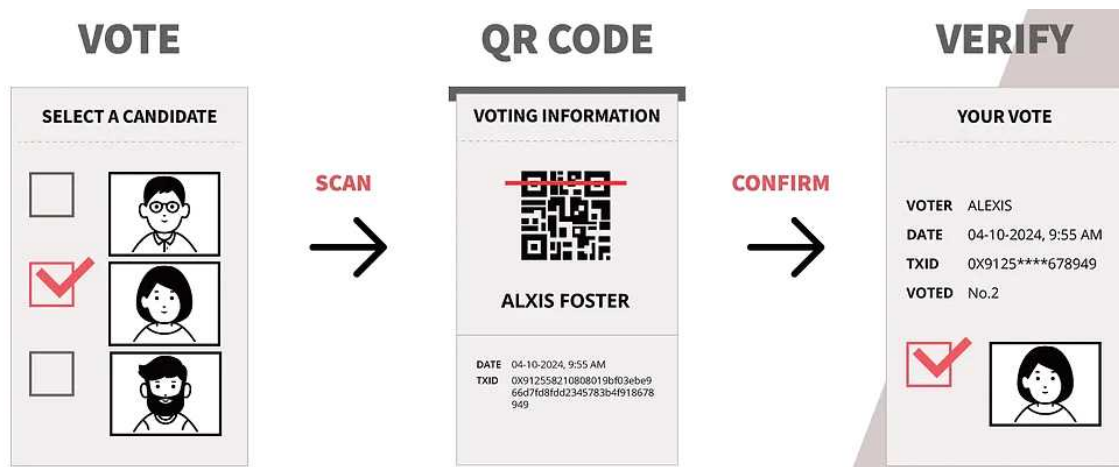 VOTE
SELECT A CANDIDATE
SCAN
QR CODE
VOTING INFORMATION
ALXIS FOSTER
DATE 04-10-2024, 9:55 AM
TXID 0X912558210808019bf03ebe9
66d7fd8fdd2345783b4f918678
949
CONFIRM
VERIFY
YOUR VOTE
VOTER ALEXIS
DATE 04-10-2024, 9:55 AM
TXID 0X9125****678949
VOTED No.2